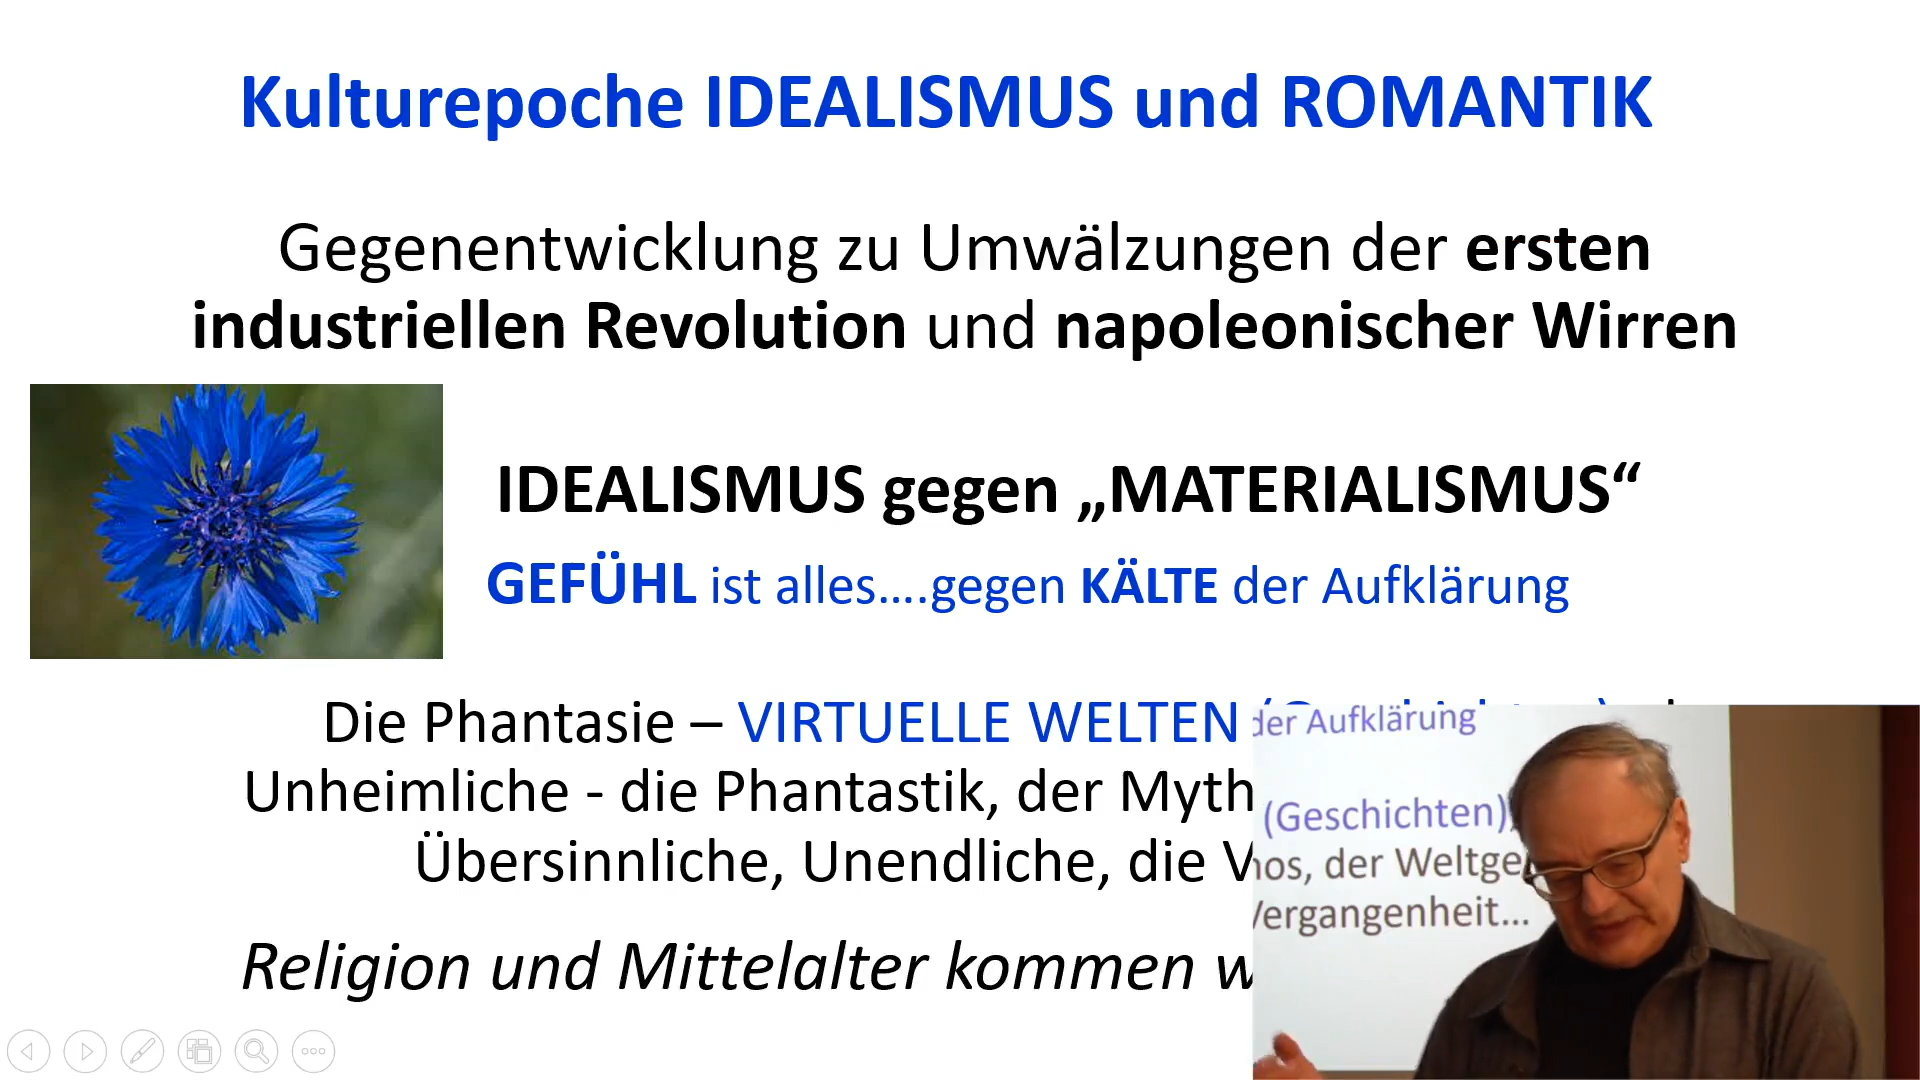 Kulturepoche IDEALISMUS und ROMANTIK
Gegenentwicklung zu Umwälzungen der ersten
industriellen Revolution und napoleonischer Wirren
IDEALISMUS gegen „MATERIALISMUS“
GEFÜHL ist alles....gegen KÄLTE der Aufklärung
Die Phantasie – VIRTUELLE WELTEN
Unheimliche - die Phantastik, der Myth
Übersinnliche, Unendliche, die V
Religion und Mittelalter kommen w
der Aufklärung
(Geschichten)
hos, der Weltge
Vergangenheit...